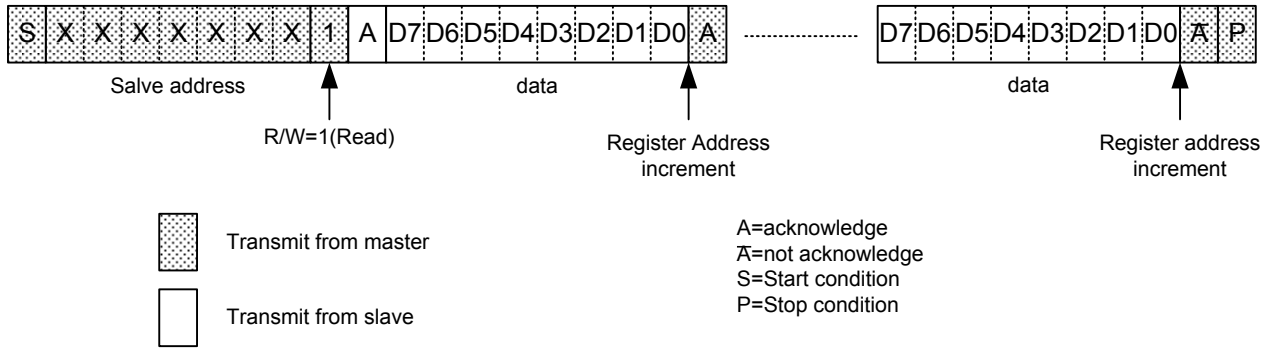 S X X X X X X X 1 A D7 D6 D5 D4 D3 D2 D1 D0 A D7 D6 D5 D4 D3 D2 D1 D0 A̅ P
Salve address
data
data
R/W=1(Read)
Register Address
increment
Register address
increment
Transmit from master
Transmit from slave
A=acknowledge
A̅=not acknowledge
S=Start condition
P=Stop condition